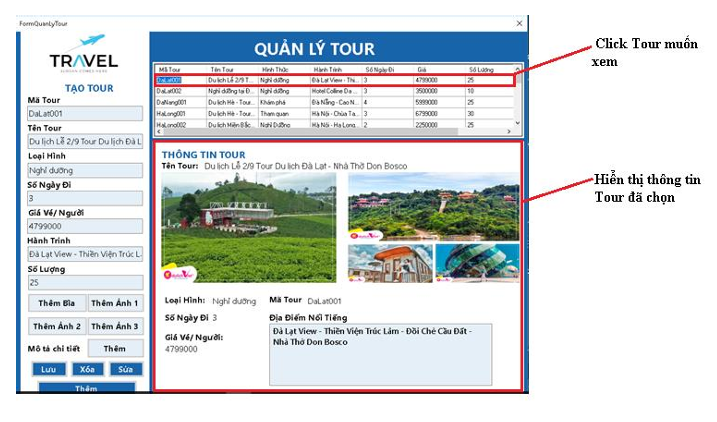 FormQuanLyTour
TRAVEL
TẠO TOUR
Mã Tour
DaLat001
Tên Tour
Du lịch Lễ 2/9 Tour Du lịch Đà L
Loại Hình
Nghỉ dưỡng
Số Ngày Đi
3
Giá Vé/ Người
4799000
Hành Trình
Đà Lạt View - Thiền Viện Trúc L
Số Lượng
25
Thêm Bìa Thêm Ảnh 1
Thêm Ảnh 2 Thêm Ảnh 3
Mô tả chi tiết Thêm
Lưu Xóa Sửa
Thêm
QUẢN LÝ TOUR
Mã Tour Tên Tour Hình Thức Hành Trình Số Ngày Đi Giá Số Lượng
DaLat001 Du lịch Lễ 2/9 T... Nghỉ dưỡng Đà Lạt View - Thi... 3 4799000 25
DaLat002 Nghỉ dưỡng tại Đ... Nghỉ dưỡng Hotel Colline Da ... 3 3500000 10
DaNang001 Du lịch Hè - Tour... Khám phá Đà Nẵng - Cao N... 4 5999000 25
HaLong001 Du lịch Hè - Tour... Tham quan Hà Nội - Chùa Ta... 3 6799000 30
HaLong002 Du lịch Miền Bắc... Nghỉ Dưỡng Hà Nội - Hạ Long... 2 2250000 25
THÔNG TIN TOUR
Tên Tour: Du lịch Lễ 2/9 Tour Du lịch Đà Lạt - Nhà Thờ Don Bosco
Loại Hình: Nghỉ dưỡng Mã Tour DaLat001
Số Ngày Đi 3 Địa Điểm Nổi Tiếng
Giá Vé/ Người:
4799000
Đà Lạt View - Thiền Viện Trúc Lâm - Đồi Chè Cầu Đất -
Nhà Thờ Don Bosco
Click Tour muốn
xem
Hiển thị thông tin
Tour đã chọn